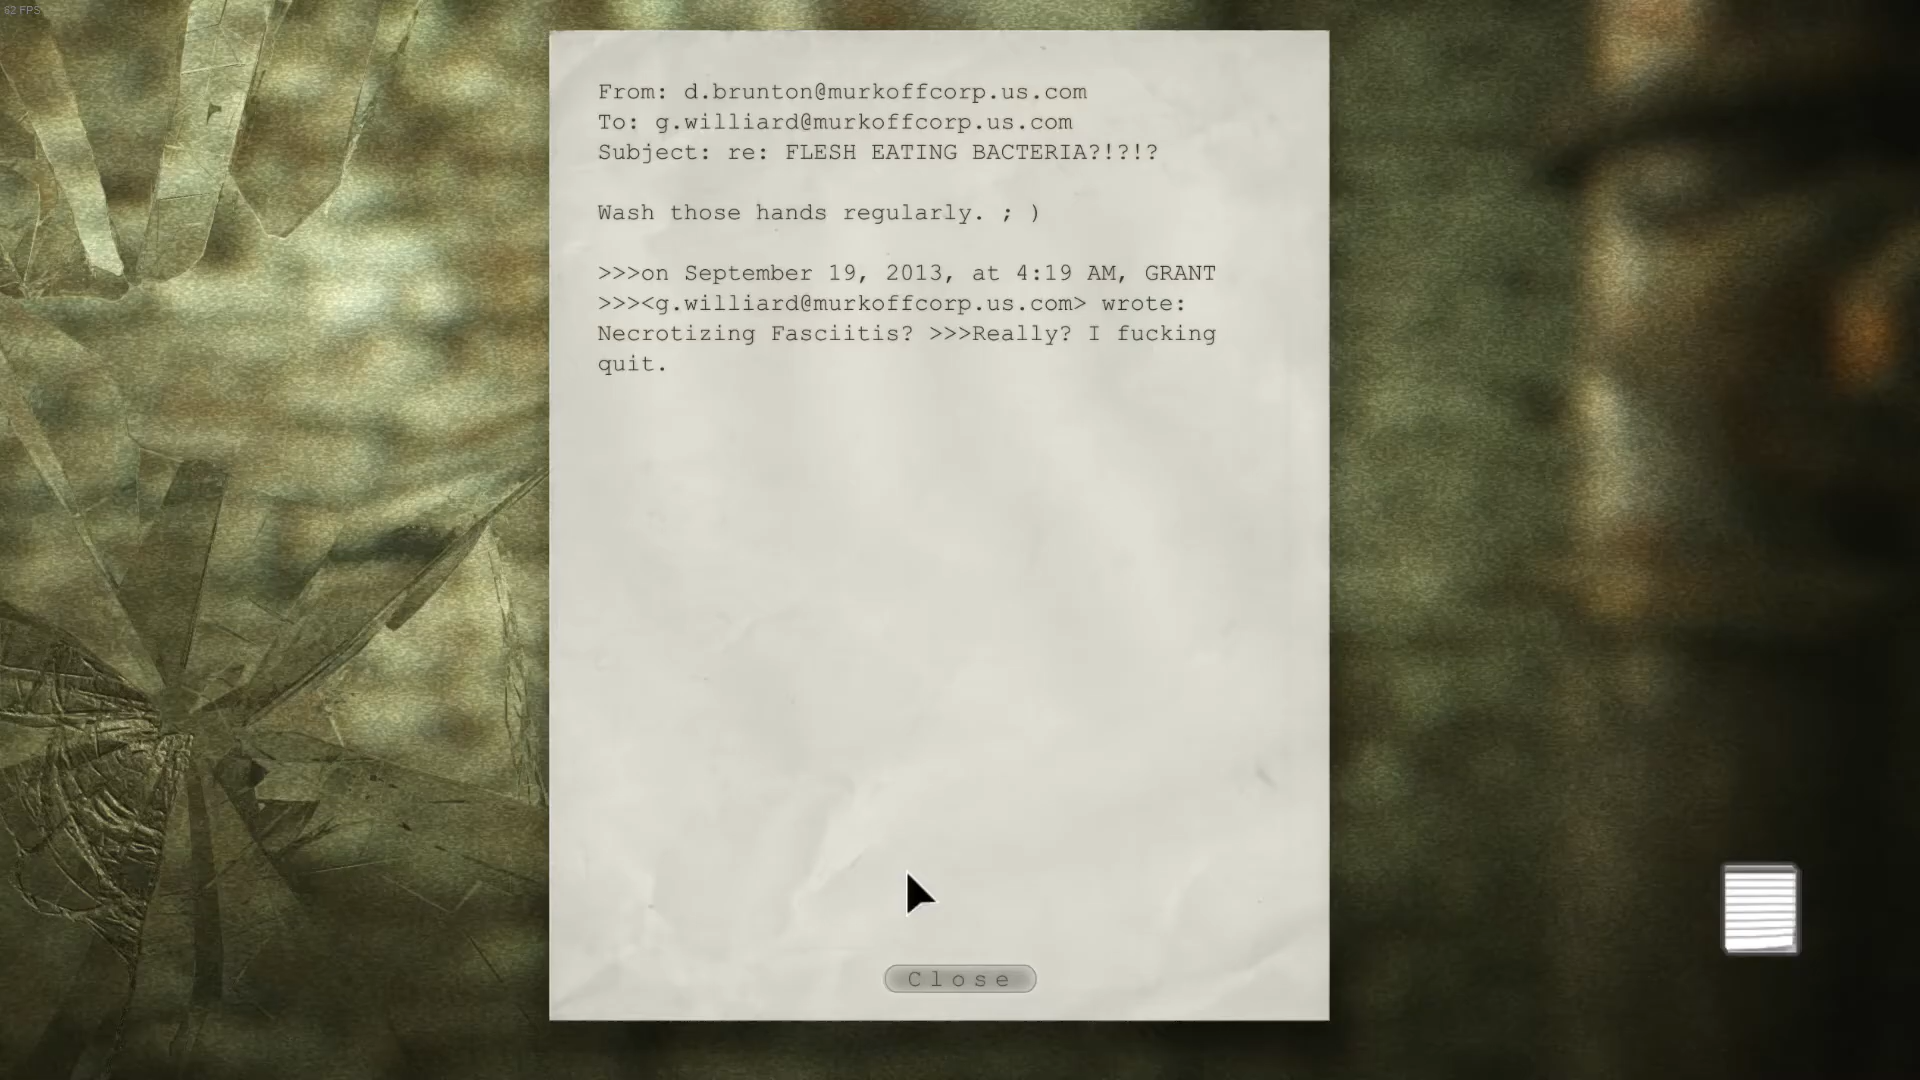 62 FPS
From: d.brunton@murkoffcorp.us.com
To: g.williard@murkoffcorp.us.com
Subject: re: FLESH EATING BACTERIA?!?!?
Wash those hands regularly. ; )
>>>on September 19, 2013, at 4:19 AM, GRANT
>>><g.williard@murkoffcorp.us.com> wrote:
Necrotizing Fasciitis? >>>Really? I fucking
quit.
Close